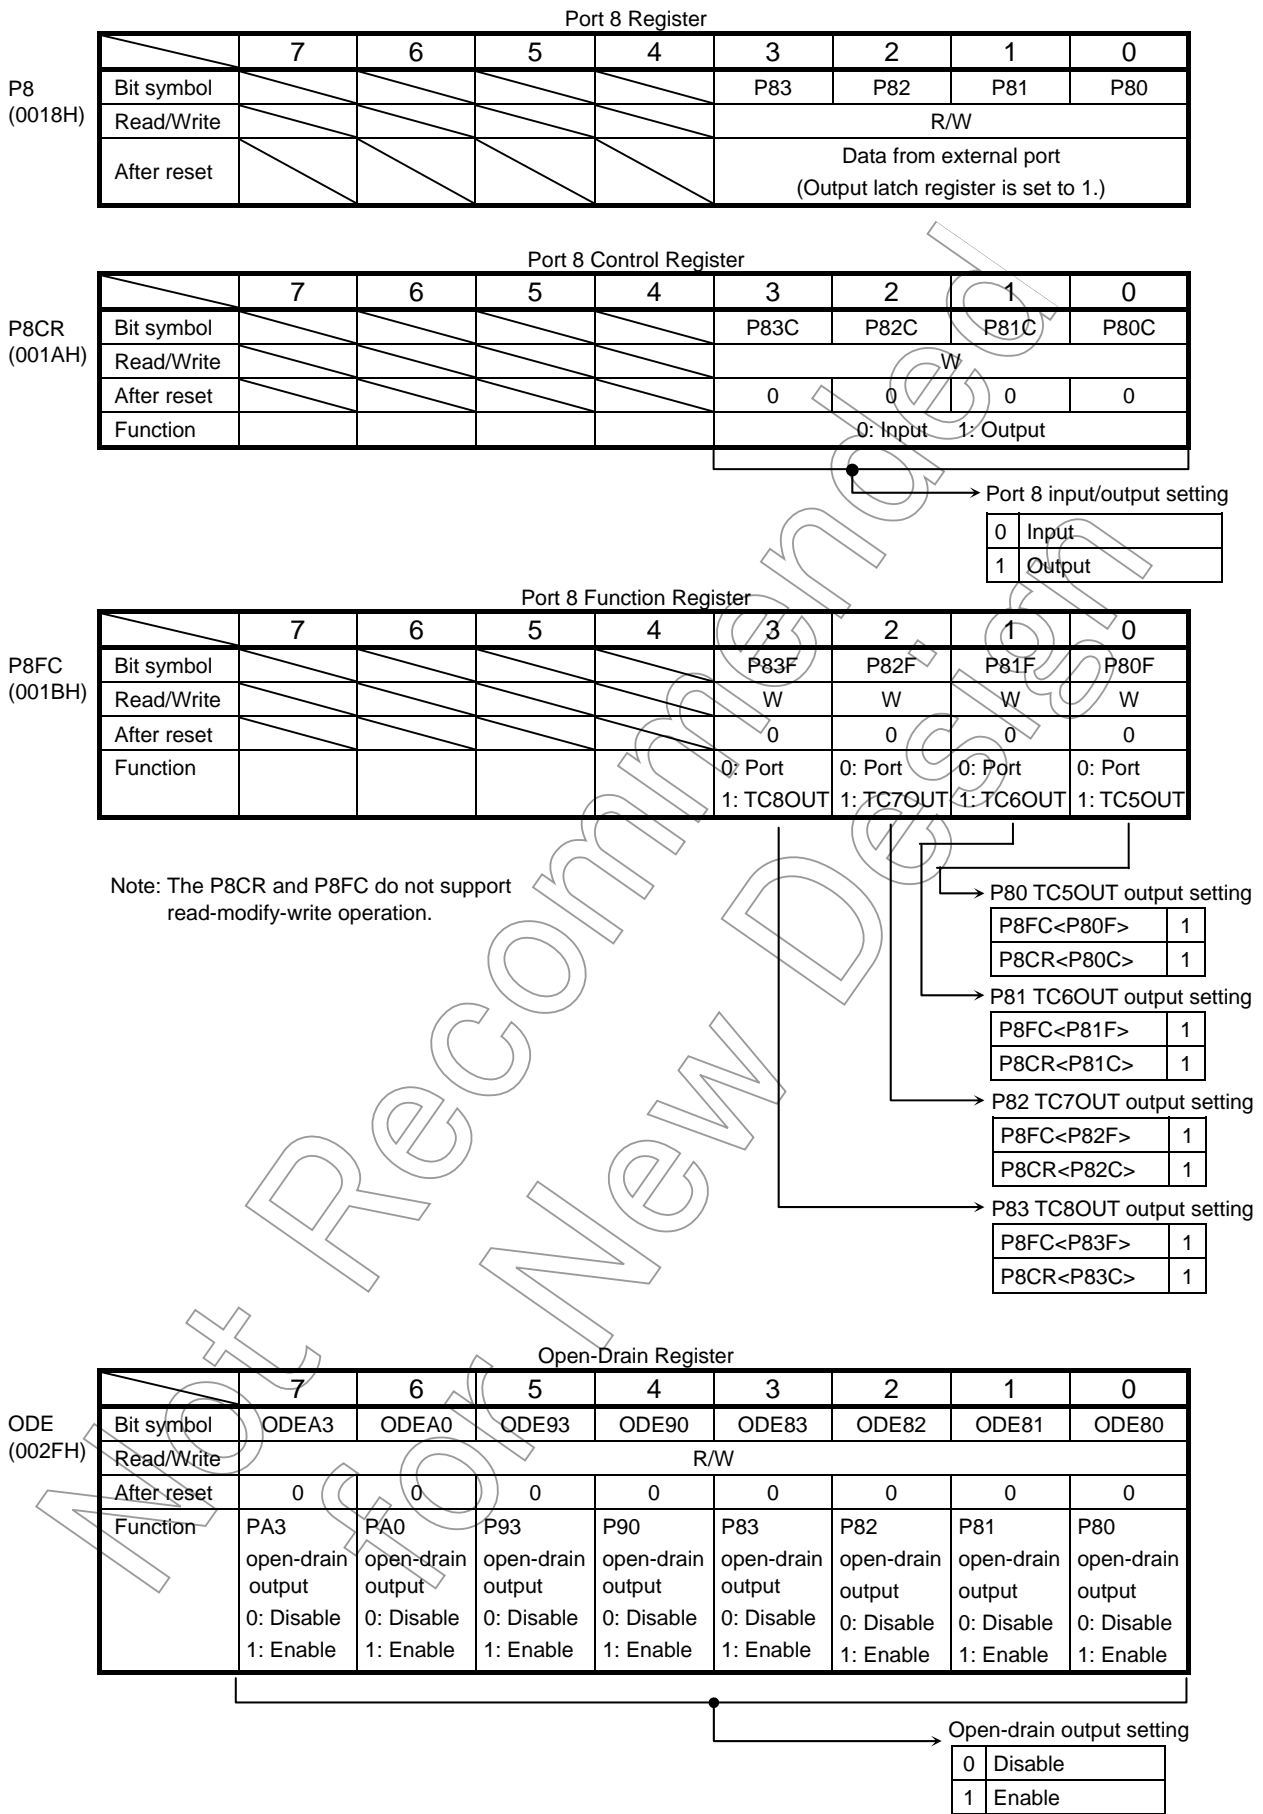 Port 8 Register
7 6 5 4 3 2 1 0
P8
(0018H)
Bit symbol P83 P82 P81 P80
Read/Write R/W
After reset Data from external port
(Output latch register is set to 1.)
Port 8 Control Register
7 6 5 4 3 2 1 0
P8CR
(001AH)
Bit symbol P83C P82C P81C P80C
Read/Write W
After reset 0 0 0 0
Function 0: Input 1: Output
Port 8 input/output setting
0 Input
1 Output
Port 8 Function Register
7 6 5 4 3 2 1 0
P8FC
(001BH)
Bit symbol P83F P82F P81F P80F
Read/Write W W W W
After reset 0 0 0 0
Function 0: Port 0: Port 0: Port 0: Port
1: TC8OUT 1: TC7OUT 1: TC6OUT 1: TC5OUT
Note: The P8CR and P8FC do not support
read-modify-write operation.
P80 TC5OUT output setting
P8FC<P80F> 1
P8CR<P80C> 1
P81 TC6OUT output setting
P8FC<P81F> 1
P8CR<P81C> 1
P82 TC7OUT output setting
P8FC<P82F> 1
P8CR<P82C> 1
P83 TC8OUT output setting
P8FC<P83F> 1
P8CR<P83C> 1
Open-Drain Register
7 6 5 4 3 2 1 0
ODE
(002FH)
Bit symbol ODEA3 ODEA0 ODE93 ODE90 ODE83 ODE82 ODE81 ODE80
Read/Write R/W
After reset 0 0 0 0 0 0 0 0
Function PA3 PA0 P93 P90 P83 P82 P81 P80
open-drain open-drain open-drain open-drain open-drain open-drain open-drain open-drain
output output output output output output output output
0: Disable 0: Disable 0: Disable 0: Disable 0: Disable 0: Disable 0: Disable 0: Disable
1: Enable 1: Enable 1: Enable 1: Enable 1: Enable 1: Enable 1: Enable 1: Enable
Open-drain output setting
0 Disable
1 Enable
Not Recommended
for New Design